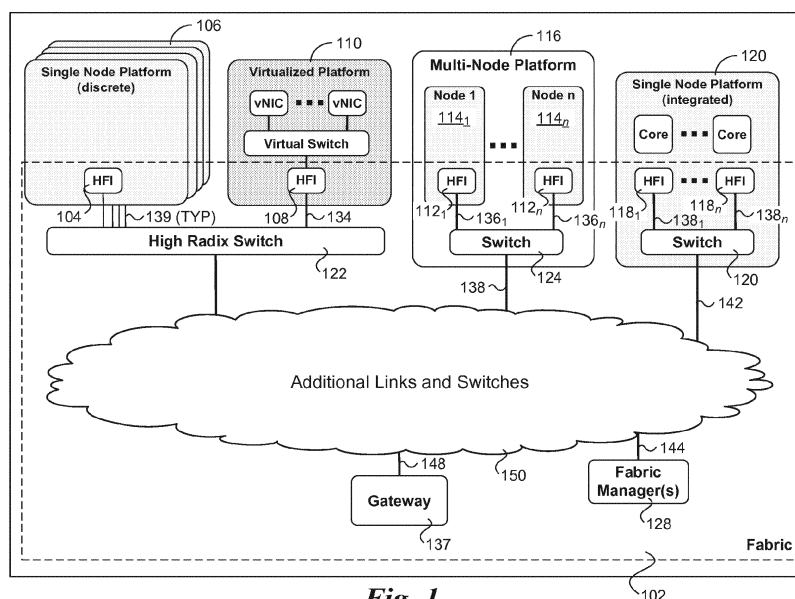 106
110
116
120
Single Node Platform
(discrete)
Virtualized Platform
vNIC
vNIC
Virtual Switch
Multi-Node Platform
Node 1
114₁
Node n
114ₙ
Single Node Platform
(integrated)
Core
Core
HFI
HFI
HFI
HFI
HFI
HFI
104
139 (TYP)
108
134
112₁
136₁
112ₙ
136ₙ
118₁
138₁
118ₙ
138ₙ
High Radix Switch
Switch
Switch
122
138
124
120
142
Additional Links and Switches
148
150
144
Gateway
137
Fabric
Manager(s)
128
Fabric
102
Fig. 1